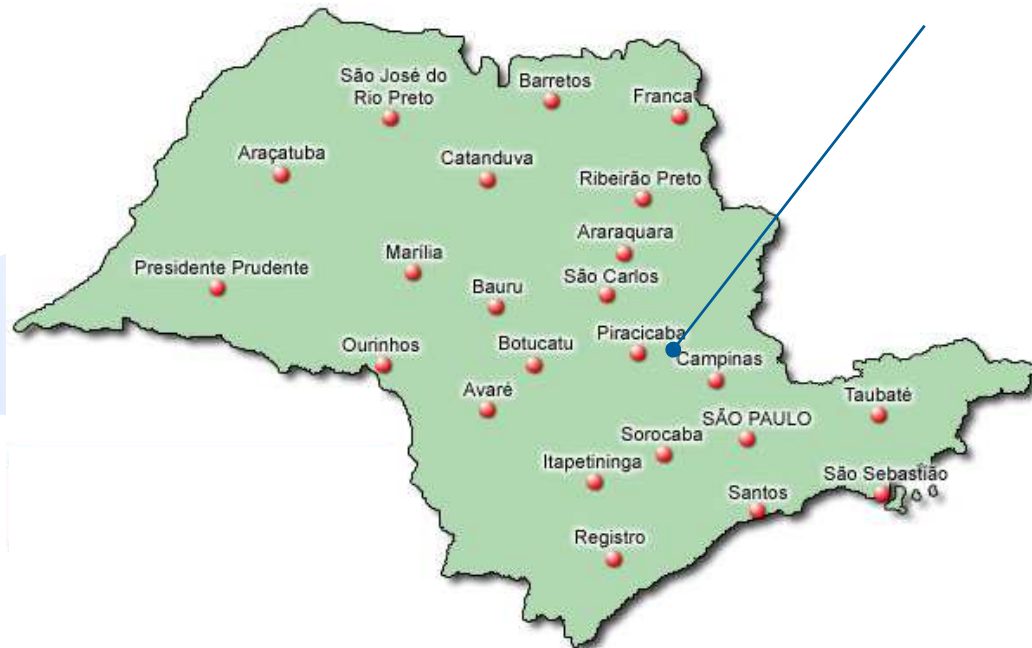 São José do
Rio Preto
Barretos
Franca
Araçatuba
Catanduva
Ribeirão Preto
Araraquara
Marília
Presidente Prudente
São Carlos
Bauru
Piracicaba
Ourinhos
Botucatu
Campinas
Avaré
Taubaté
SÃO PAULO
Sorocaba
Itapetininga
São Sebastião
Santos
Registro